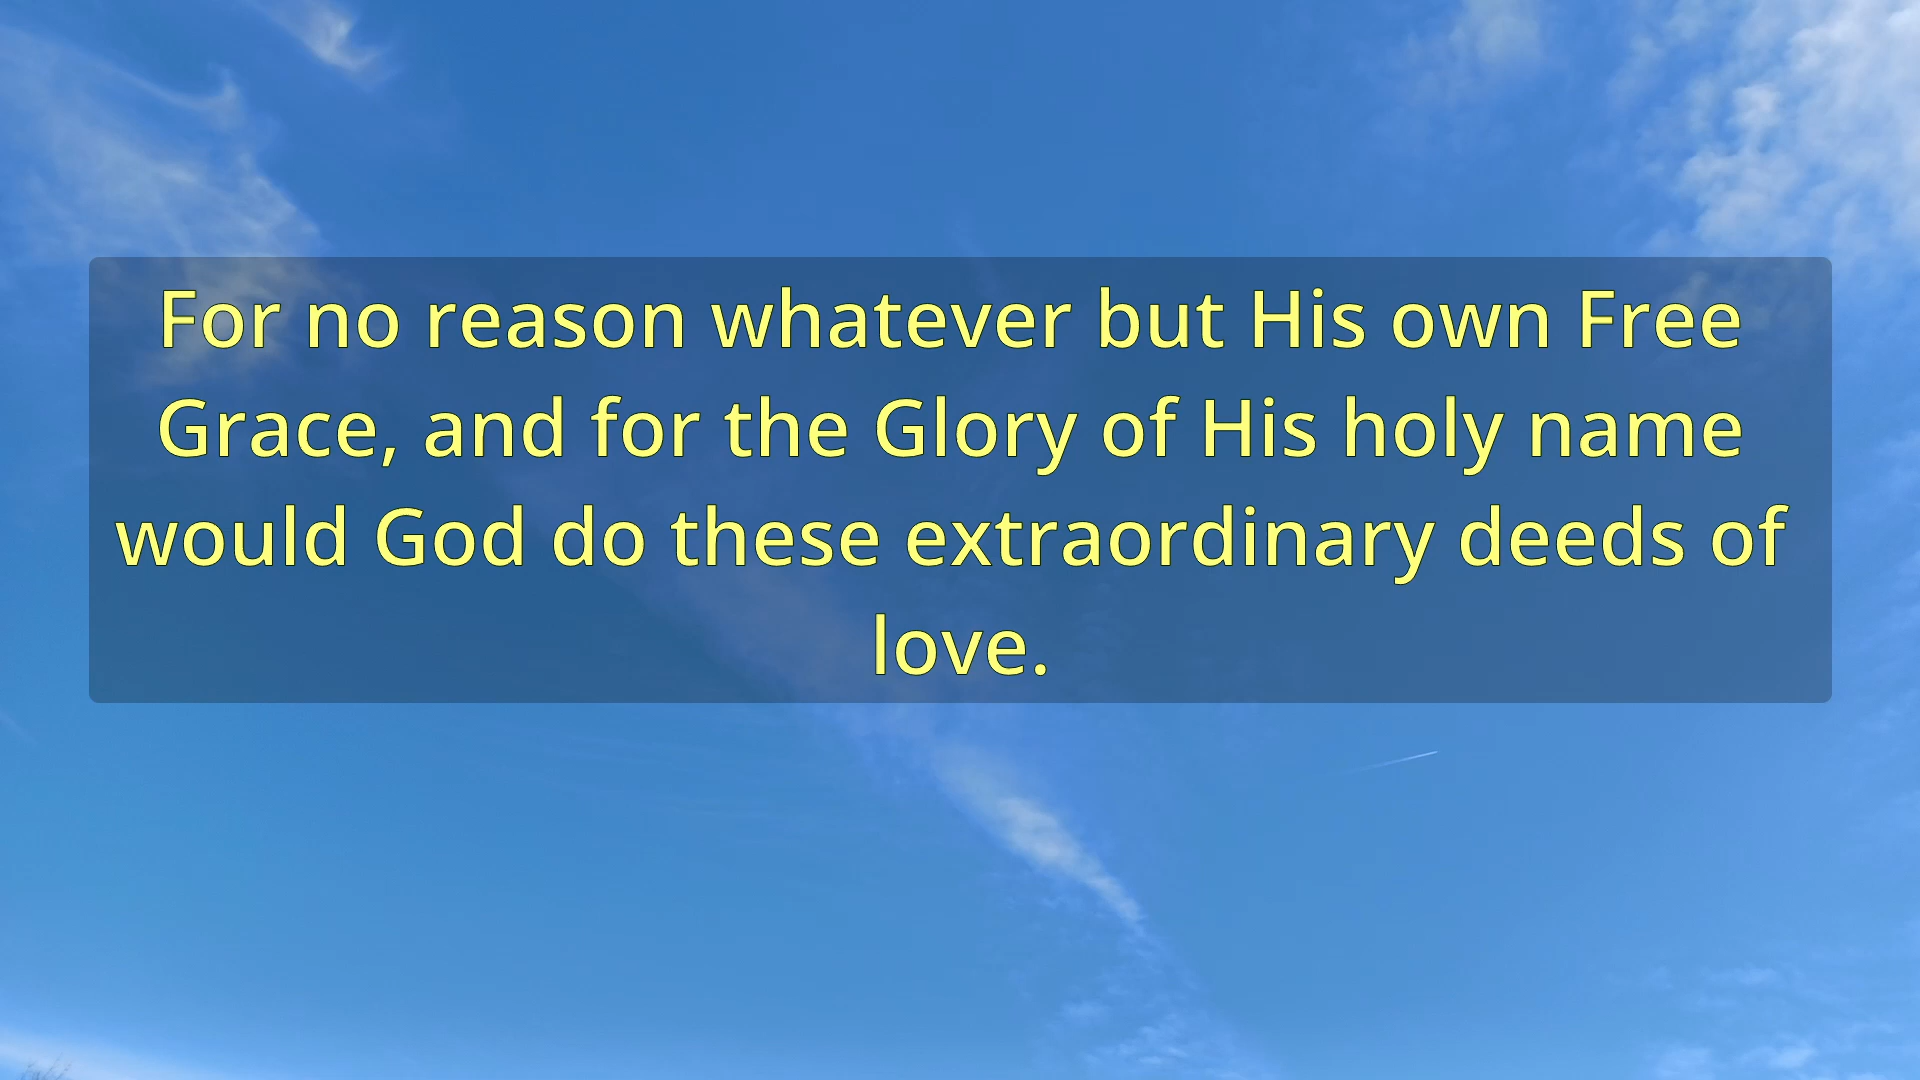 For no reason whatever but His own Free
Grace, and for the Glory of His holy name
would God do these extraordinary deeds of
love.